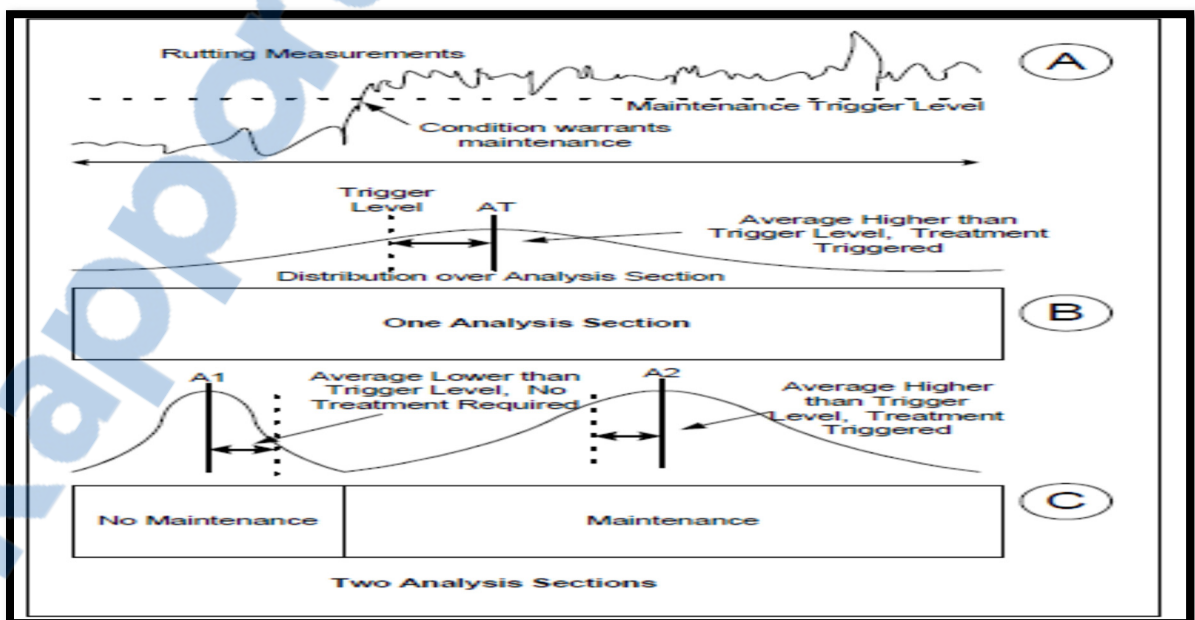 Rutting Measurements
A
Maintenance Trigger Level
Condition warrants
maintenance
Trigger
Level
AT
Average Higher than
Trigger Level, Treatment
Triggered
Distribution over Analysis Section
One Analysis Section
B
A1
Average Lower than
Trigger Level, No
Treatment Required
A2
Average Higher
than Trigger
Level, Treatment
Triggered
No Maintenance
Maintenance
C
Two Analysis Sections